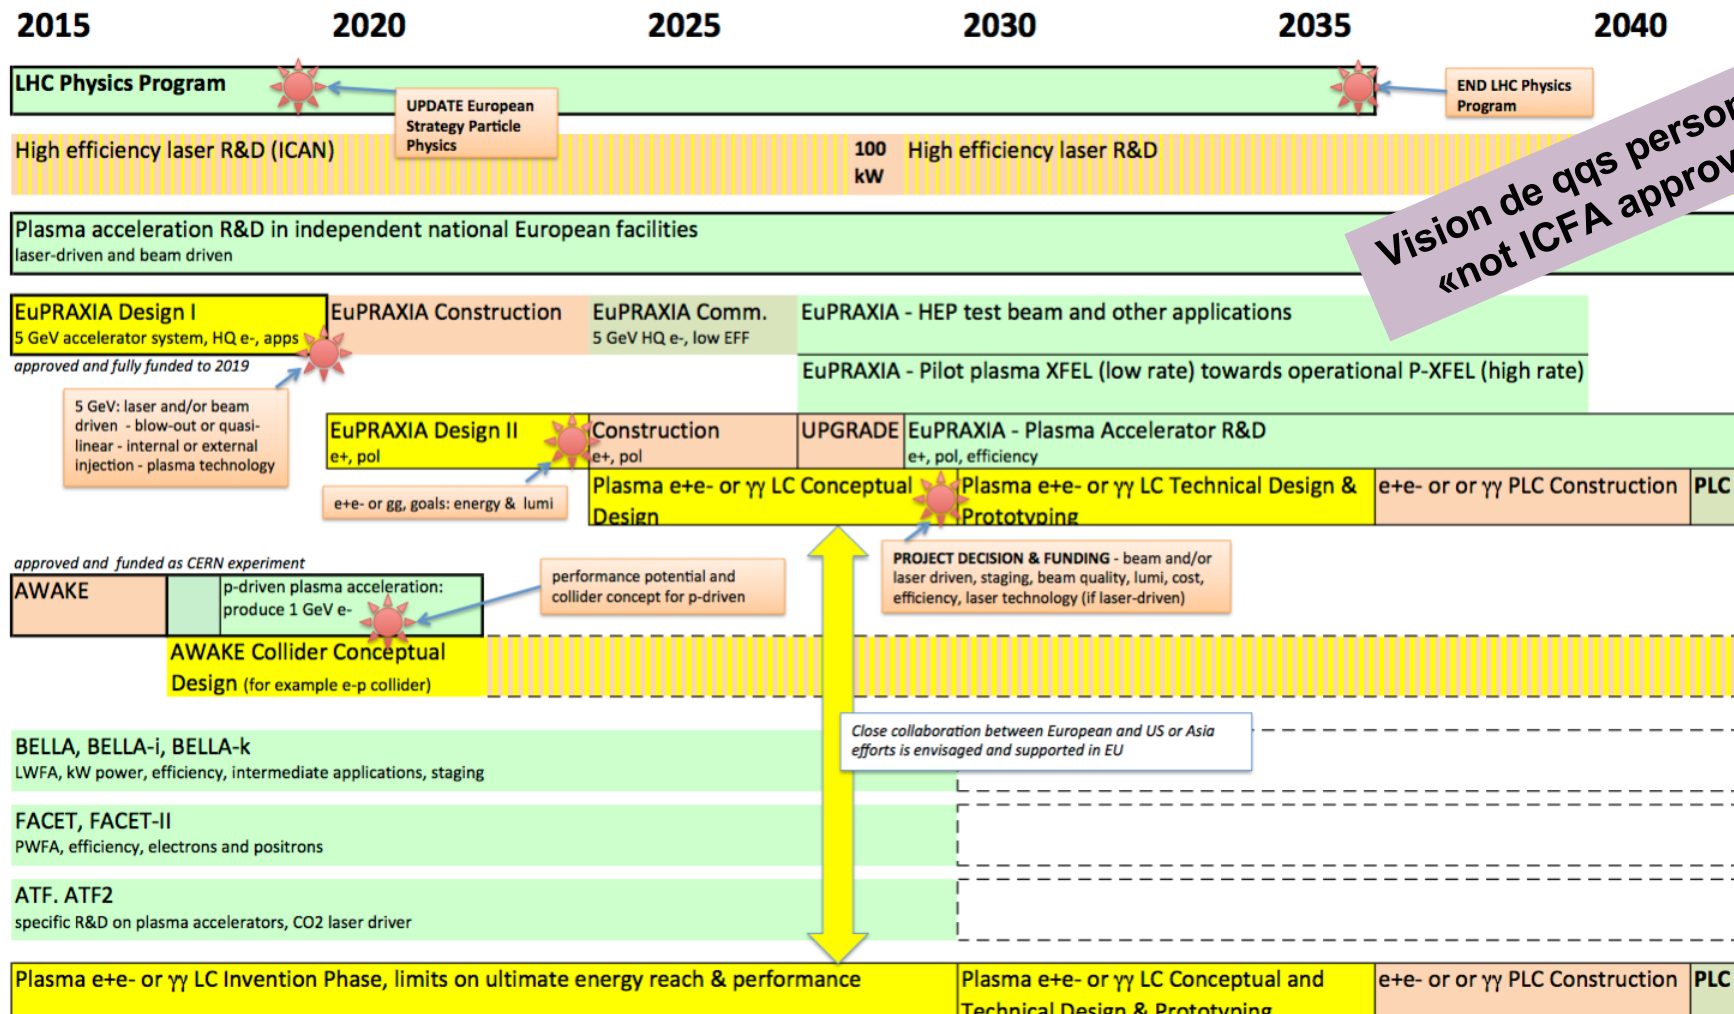 2015 2020 2025 2030 2035 2040
LHC Physics Program
UPDATE European
Strategy Particle
Physics
END LHC Physics
Program
High efficiency laser R&D (ICAN)
100
kW
High efficiency laser R&D
Vision de qqs person
«not ICFA approv
Plasma acceleration R&D in independent national European facilities
laser-driven and beam driven
EuPRAXIA Design I
5 GeV accelerator system, HQ e-, apps
approved and fully funded to 2019
EuPRAXIA Construction
EuPRAXIA Comm.
5 GeV HQ e-, low EFF
EuPRAXIA - HEP test beam and other applications
EuPRAXIA - Pilot plasma XFEL (low rate) towards operational P-XFEL (high rate)
5 GeV: laser and/or beam
driven - blow-out or quasi-
linear - internal or external
injection - plasma technology
EuPRAXIA Design II
e+, pol
Construction
e+, pol
UPGRADE
EuPRAXIA - Plasma Accelerator R&D
e+, pol, efficiency
e+e- or gg, goals: energy & lumi
Plasma e+e- or γγ LC Conceptual
Design
Plasma e+e- or γγ LC Technical Design &
Prototyping
e+e- or or γγ PLC Construction
PLC
PROJECT DECISION & FUNDING - beam and/or
laser driven, staging, beam quality, lumi, cost,
efficiency, laser technology (if laser-driven)
approved and funded as CERN experiment
AWAKE
p-driven plasma acceleration:
produce 1 GeV e-
performance potential and
collider concept for p-driven
AWAKE Collider Conceptual
Design (for example e-p collider)
Close collaboration between European and US or Asia
efforts is envisaged and supported in EU
BELLA, BELLA-i, BELLA-k
LWFA, kW power, efficiency, intermediate applications, staging
FACET, FACET-II
PWFA, efficiency, electrons and positrons
ATF. ATF2
specific R&D on plasma accelerators, CO2 laser driver
Plasma e+e- or γγ LC Invention Phase, limits on ultimate energy reach & performance
Plasma e+e- or γγ LC Conceptual and
Technical Design & Prototyping
e+e- or or γγ PLC Construction
PLC